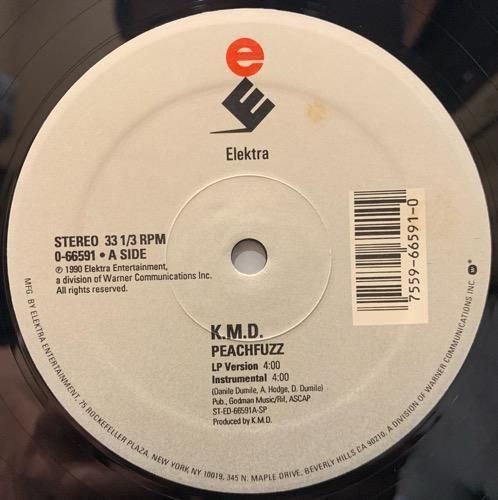 e
E
Elektra
STEREO 33 1/3 RPM
0-66591 • A SIDE
℗ 1990 Elektra Entertainment,
a division of Warner Communications Inc.
All rights reserved.
7559-66591-0
K.M.D.
PEACHFUZZ
LP Version 4:00
Instrumental 4:00
(Danile Dumile, A. Hodge, D. Dumile)
Pub., Godman Music/Rif, ASCAP
ST-ED-66591A-SP
Produced by K.M.D.
MFG. BY ELEKTRA ENTERTAINMENT, 75 ROCKEFELLER PLAZA, NEW YORK, NY 10019, 345 N. MAPLE DRIVE, BEVERLY HILLS, CA 90210, A DIVISION OF WARNER COMMUNICATIONS INC.